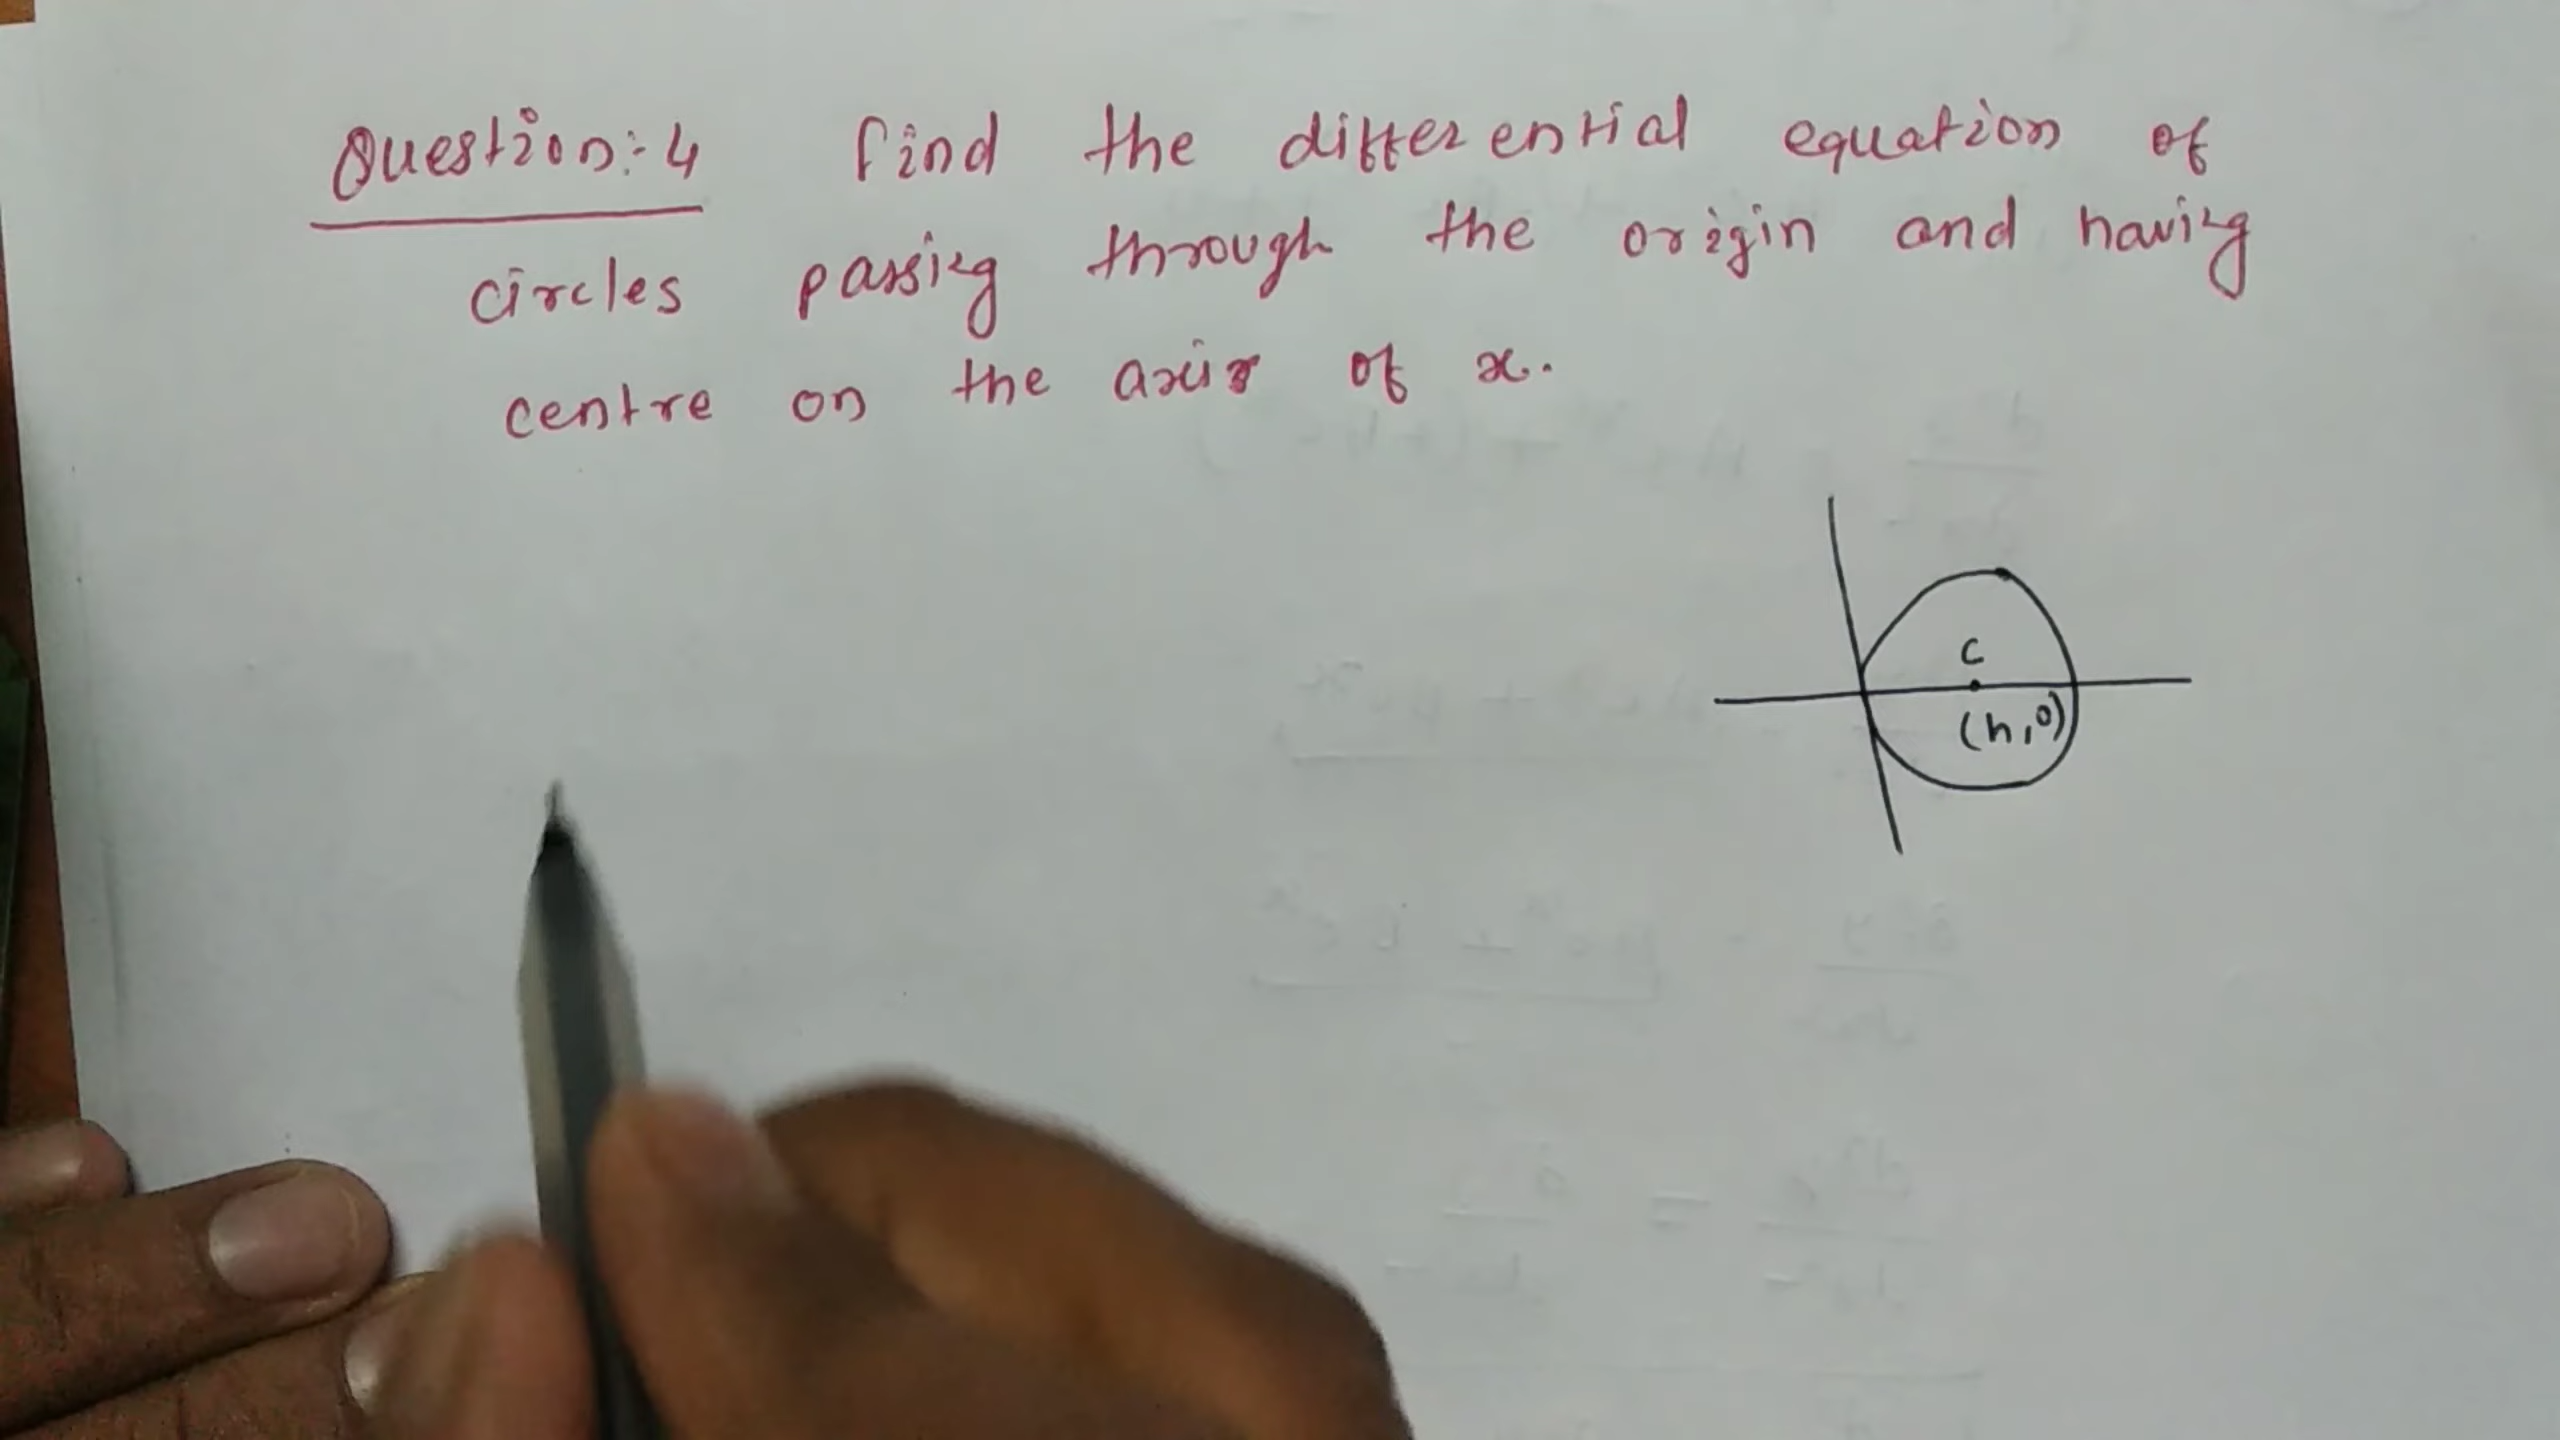 Question:-4 Find the differential equation of
circles passing through the origin and having
centre on the axis of x.
C
(h,0)